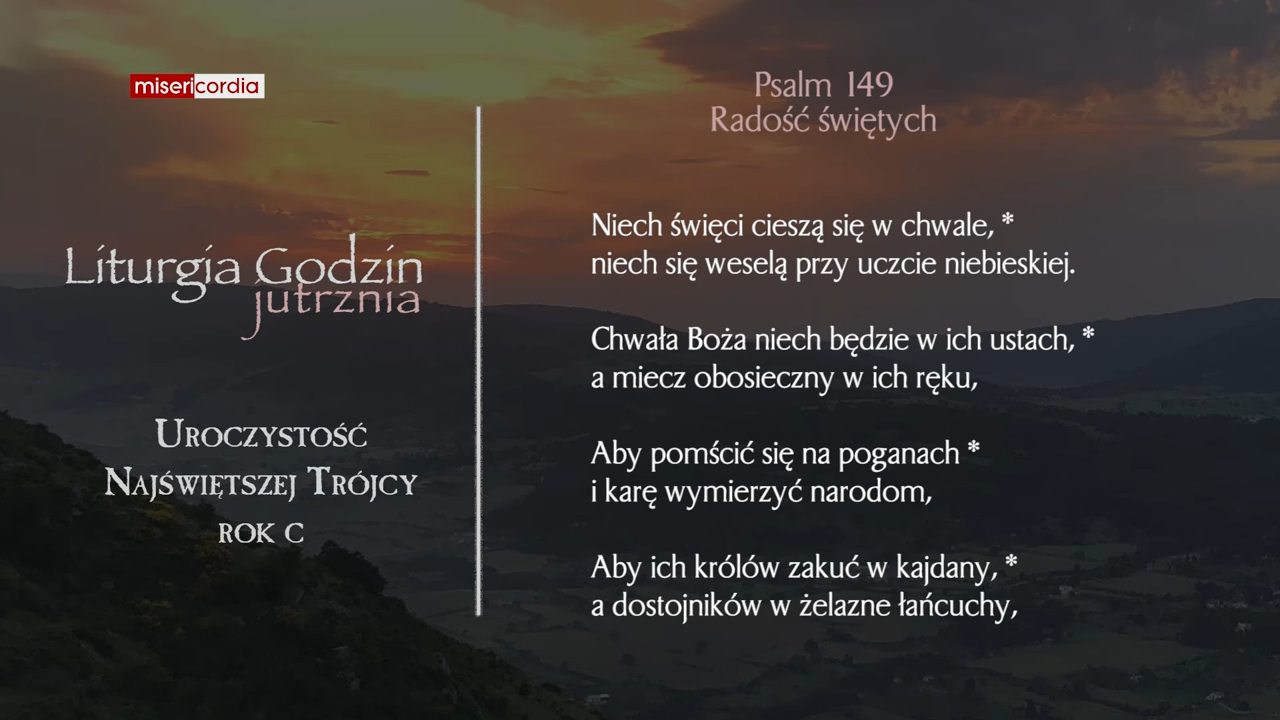 misericordia
Liturgia Godzin
jutrznia
Uroczystość
Najświętszej Trójcy
rok C
Psalm 149
Radość świętych
Niech święci cieszą się w chwale, *
niech się weselą przy uczcie niebieskiej.
Chwała Boża niech będzie w ich ustach, *
a miecz obosieczny w ich ręku,
Aby pomścić się na poganach *
i karę wymierzyć narodom,
Aby ich królów zakuć w kajdany, *
a dostojników w żelazne łańcuchy,